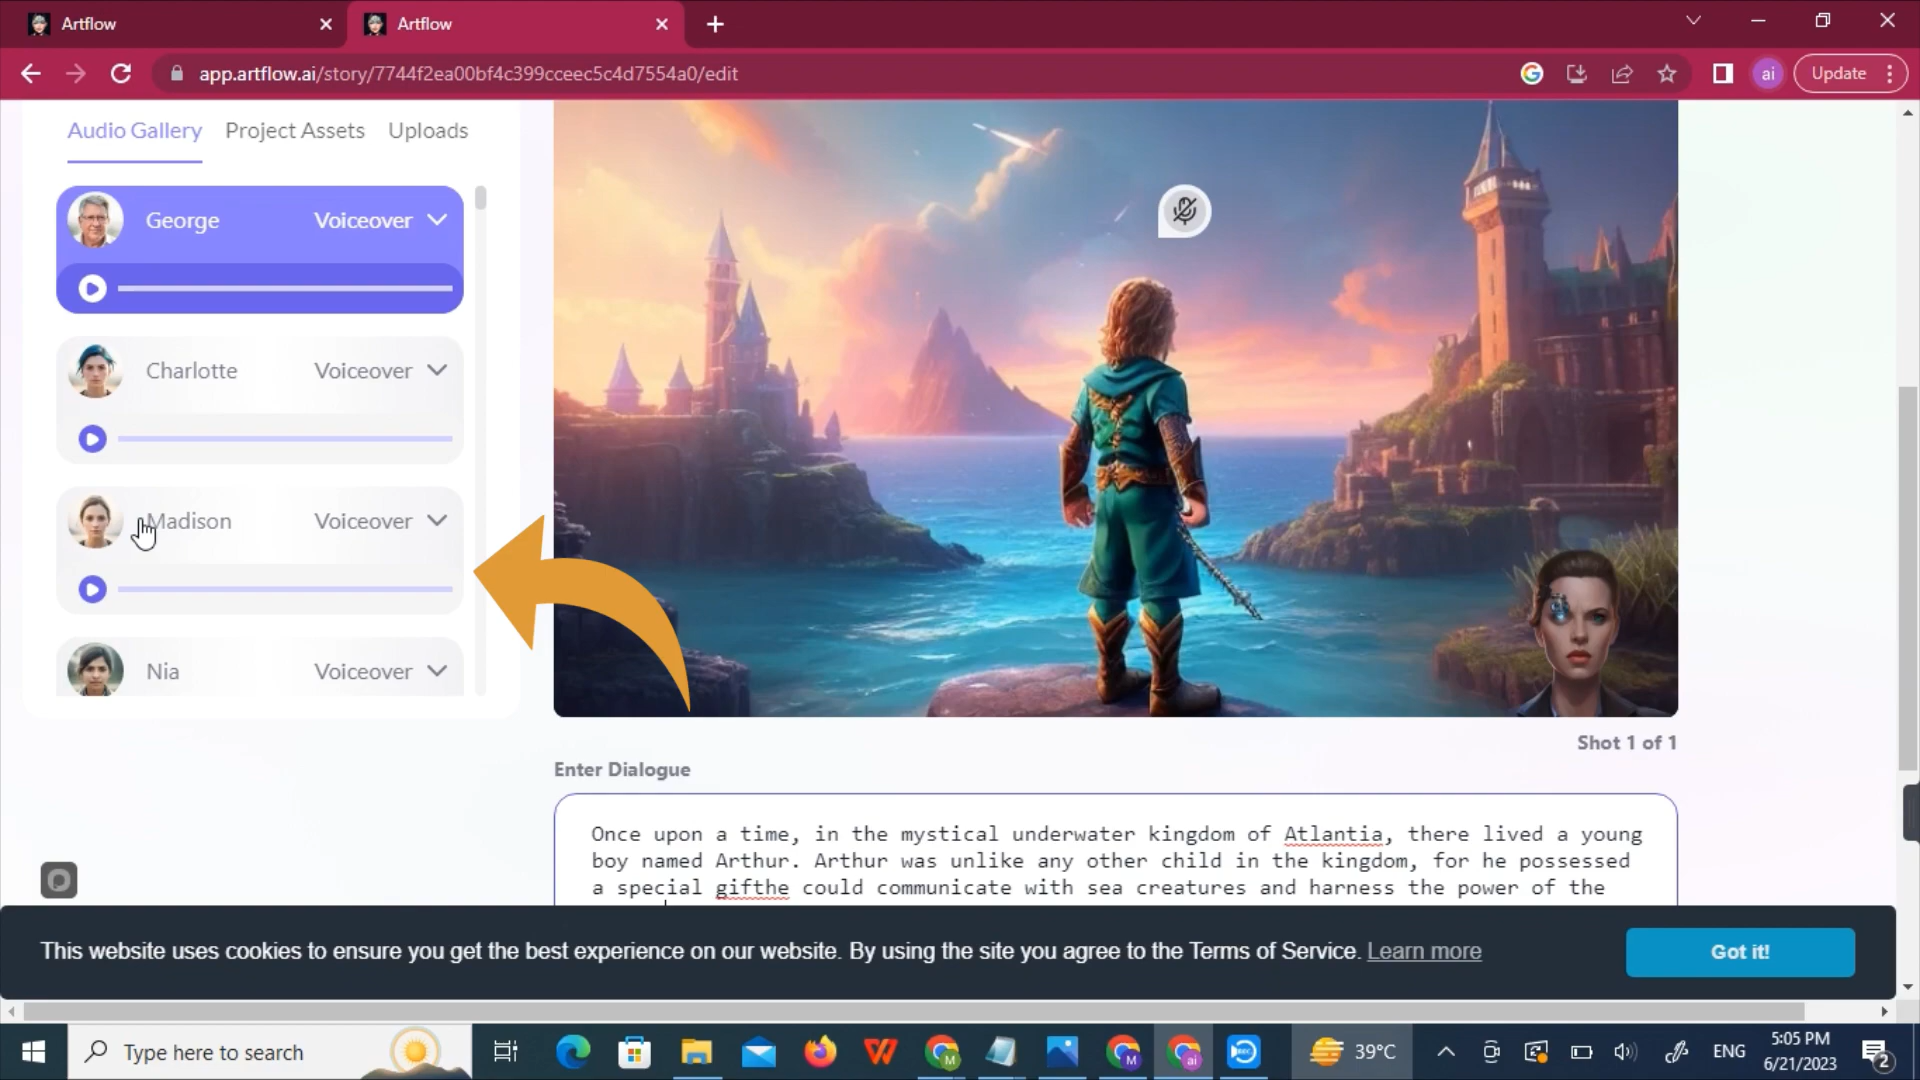 Artflow
Artflow
app.artflow.ai/story/7744f2ea00bf4c399cceec5c4d7554a0/edit
ai
Update
Audio Gallery
Project Assets
Uploads
George
Voiceover
Charlotte
Voiceover
Madison
Voiceover
Nia
Voiceover
Shot 1 of 1
Enter Dialogue
Once upon a time, in the mystical underwater kingdom of Atlantia, there lived a young
boy named Arthur. Arthur was unlike any other child in the kingdom, for he possessed
a special gifthe could communicate with sea creatures and harness the power of the
This website uses cookies to ensure you get the best experience on our website. By using the site you agree to the Terms of Service. Learn more
Got it!
Type here to search
M
M
ai
REC
39°C
ENG
5:05 PM
6/21/2023
2